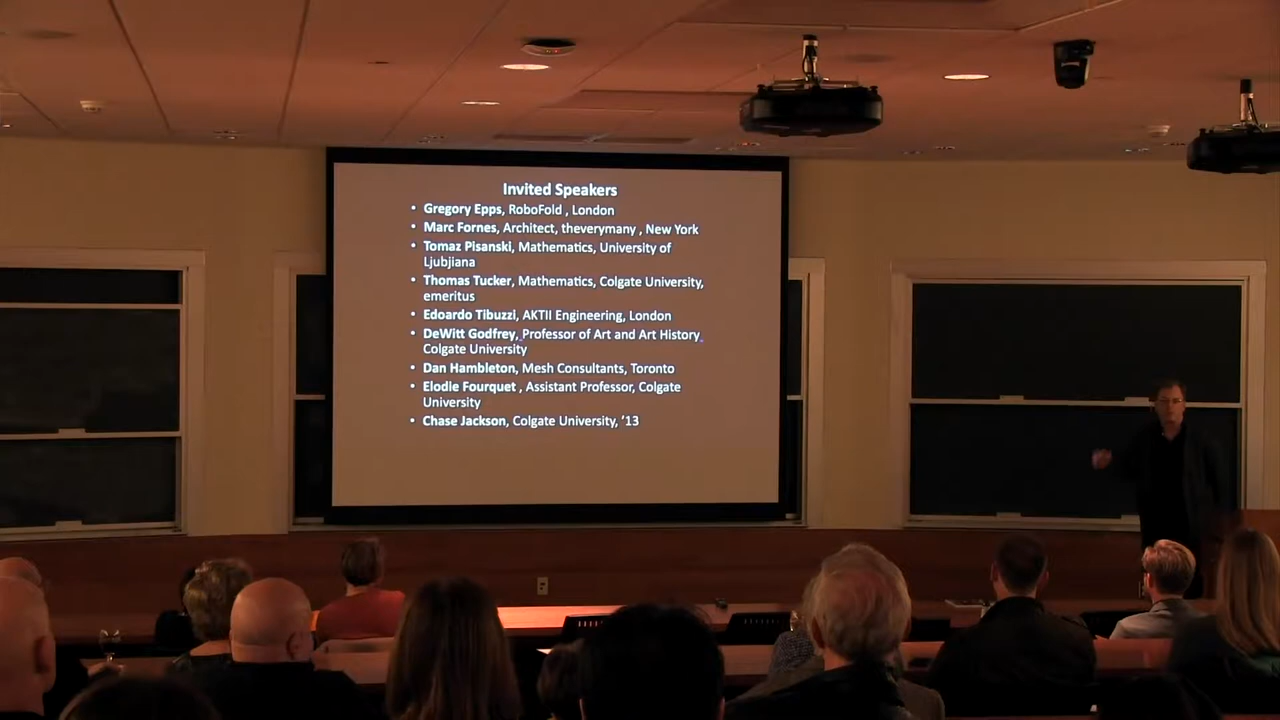 Invited Speakers
• Gregory Epps, RoboFold , London
• Marc Fornes, Architect, theverymany , New York
• Tomaz Pisanski, Mathematics, University of
Ljubjiana
• Thomas Tucker, Mathematics, Colgate University,
emeritus
• Edoardo Tibuzzi, AKTII Engineering, London
• DeWitt Godfrey, Professor of Art and Art History
Colgate University
• Dan Hambleton, Mesh Consultants, Toronto
• Elodie Fourquet , Assistant Professor, Colgate
University
• Chase Jackson, Colgate University, ’13